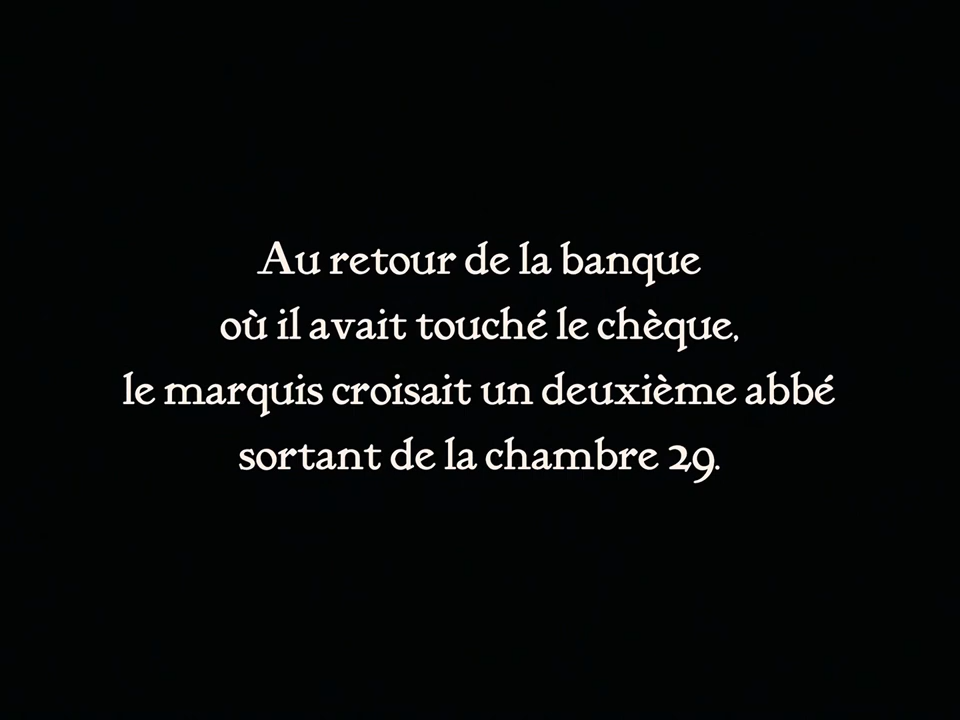 Au retour de la banque
où il avait touché le chèque,
le marquis croisait un deuxième abbé
sortant de la chambre 29.